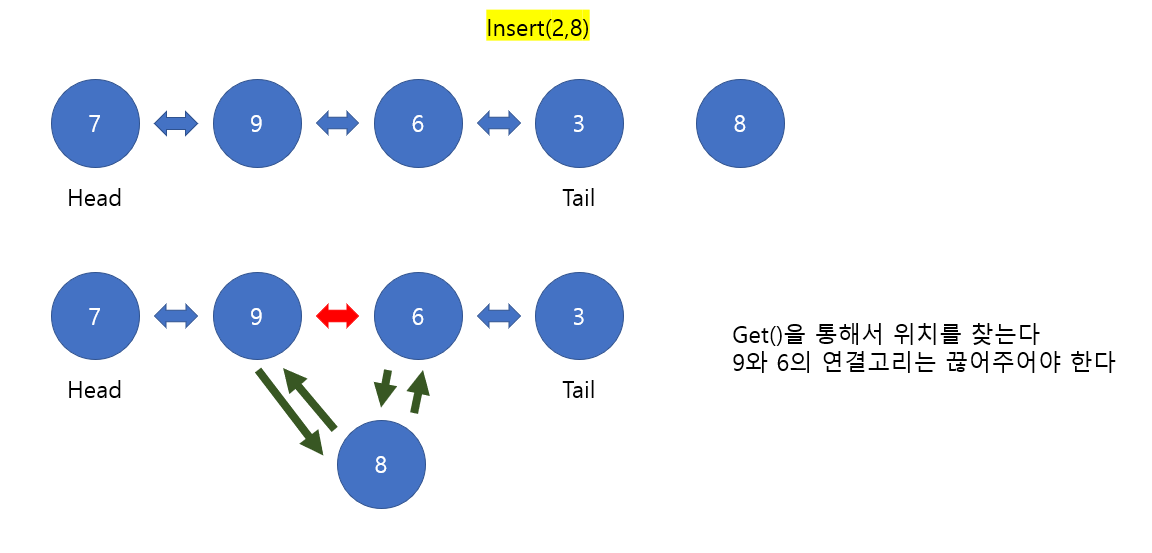 Insert(2,8)
7 9 6 3 8
Head Tail
7 9 6 3
Get()을 통해서 위치를 찾는다
9와 6의 연결고리는 끊어주어야 한다
Head Tail
8